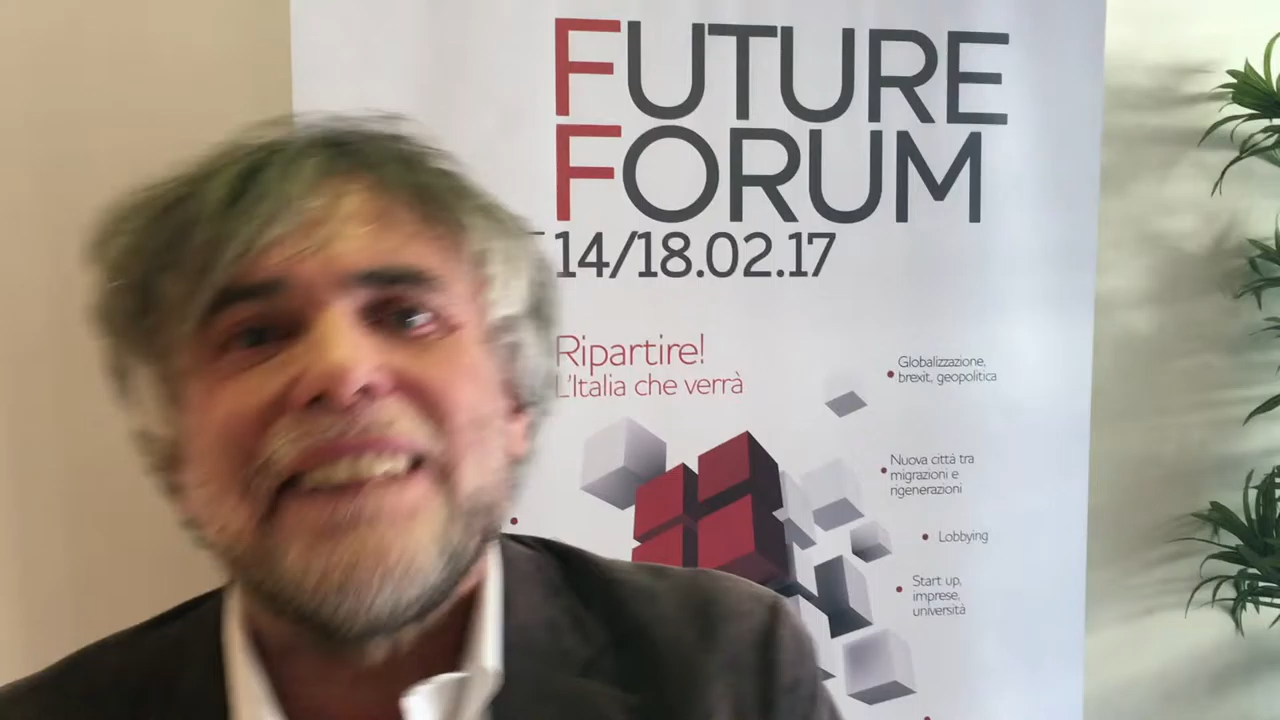 FUTURE
FORUM
14/18.02.17
Ripartire!
L'Italia che verrà
Globalizzazione,
brexit, geopolitica
Nuova città tra
migrazioni e
rigenerazioni
Lobbying
Start up,
imprese,
università